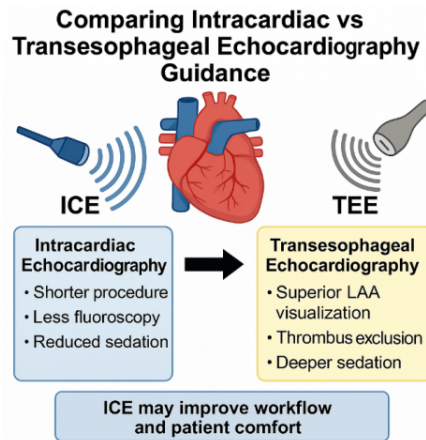 Comparing Intracardiac vs
Transesophageal Echocardiography
Guidance
ICE
TEE
Intracardiac
Echocardiography
• Shorter procedure
• Less fluoroscopy
• Reduced sedation
Transesophageal
Echocardiography
• Superior LAA
visualization
• Thrombus exclusion
• Deeper sedation
ICE may improve workflow
and patient comfort